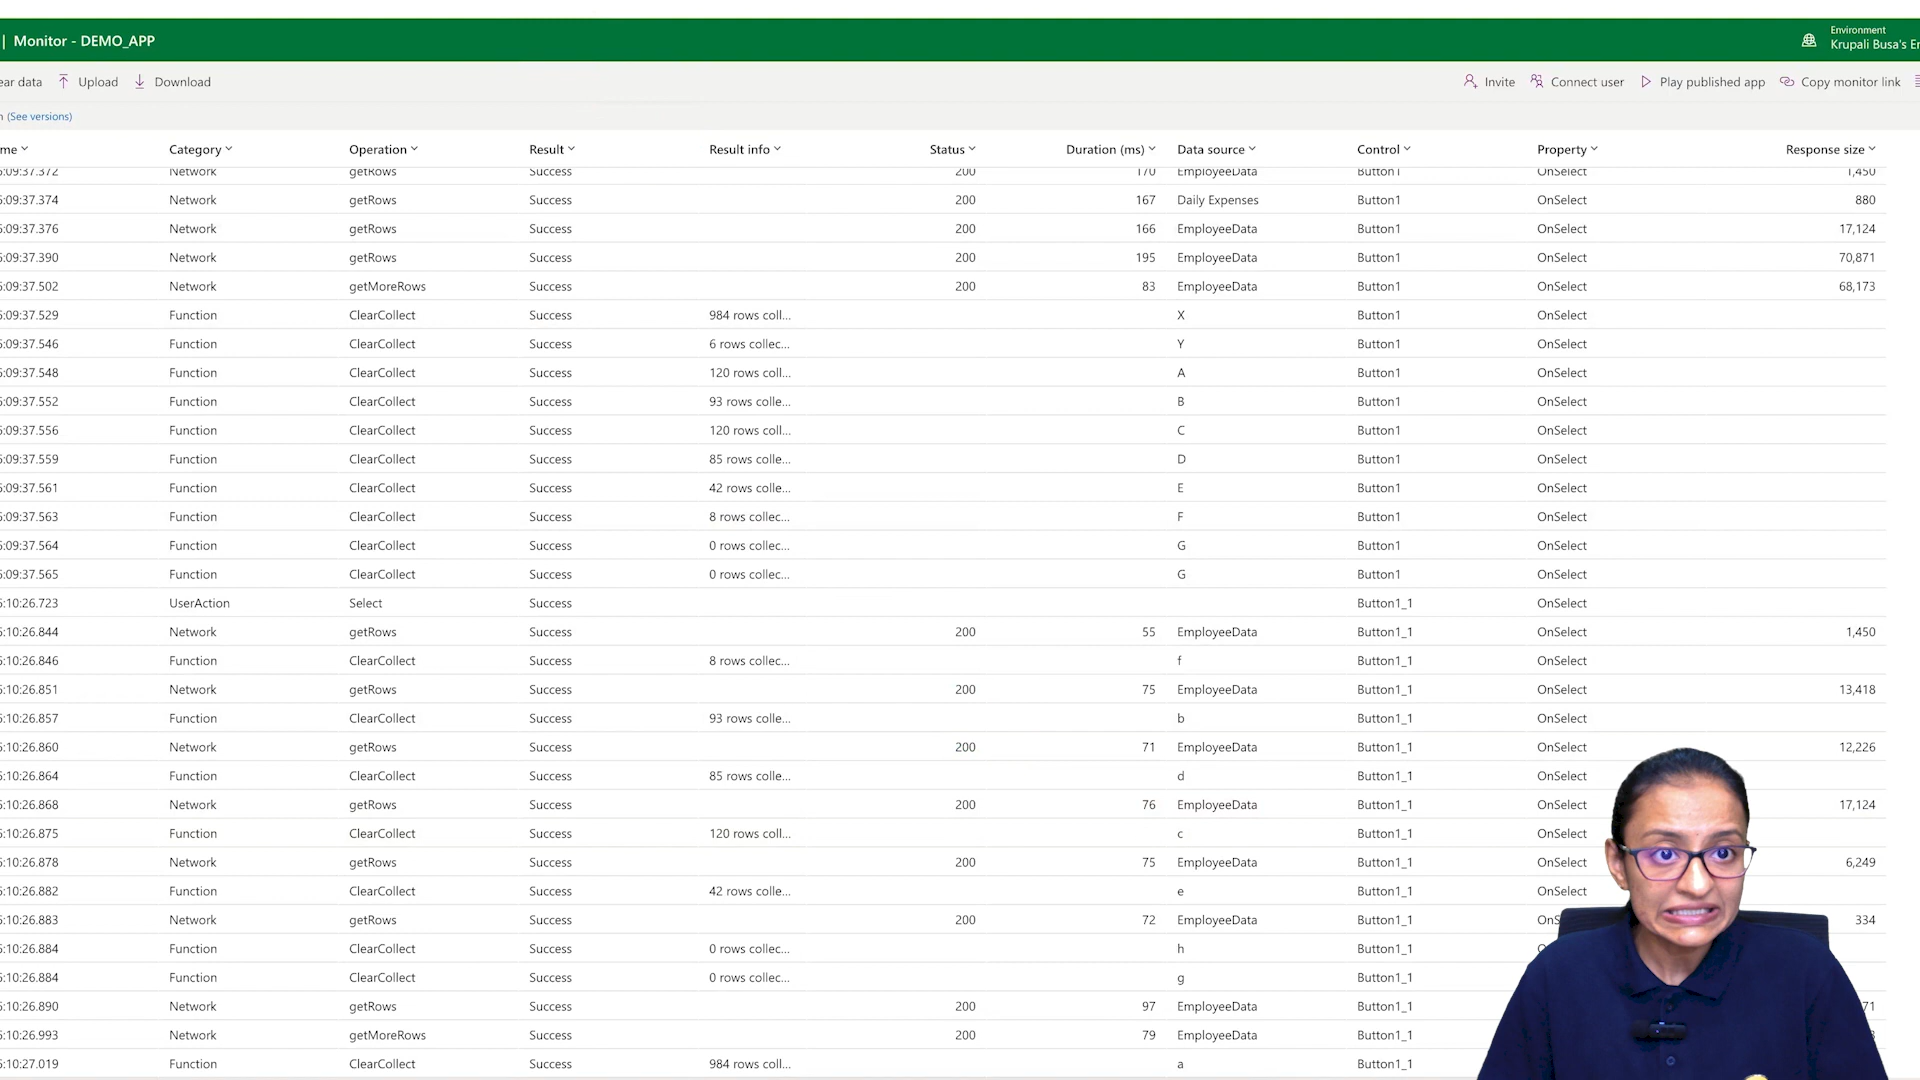 | Monitor - DEMO_APP
Environment
Krupali Busa's
Upload Download Invite Connect user Play published app Copy monitor link
(See versions)
Category Operation Result Result info Status Duration (ms) Data source Control Property Response size
:09:37.372 Network getRows Success 200 170 EmployeeData Button1 OnSelect 1,450
:09:37.374 Network getRows Success 200 167 Daily Expenses Button1 OnSelect 880
:09:37.376 Network getRows Success 200 166 EmployeeData Button1 OnSelect 17,124
:09:37.390 Network getRows Success 200 195 EmployeeData Button1 OnSelect 70,871
:09:37.502 Network getMoreRows Success 200 83 EmployeeData Button1 OnSelect 68,173
:09:37.529 Function ClearCollect Success 984 rows coll... X Button1 OnSelect
:09:37.546 Function ClearCollect Success 6 rows collec... Y Button1 OnSelect
:09:37.548 Function ClearCollect Success 120 rows coll... A Button1 OnSelect
:09:37.552 Function ClearCollect Success 93 rows colle... B Button1 OnSelect
:09:37.556 Function ClearCollect Success 120 rows coll... C Button1 OnSelect
:09:37.559 Function ClearCollect Success 85 rows colle... D Button1 OnSelect
:09:37.561 Function ClearCollect Success 42 rows colle... E Button1 OnSelect
:09:37.563 Function ClearCollect Success 8 rows collec... F Button1 OnSelect
:09:37.564 Function ClearCollect Success 0 rows collec... G Button1 OnSelect
:09:37.565 Function ClearCollect Success 0 rows collec... G Button1 OnSelect
:10:26.723 UserAction Select Success Button1_1 OnSelect
:10:26.844 Network getRows Success 200 55 EmployeeData Button1_1 OnSelect 1,450
:10:26.846 Function ClearCollect Success 8 rows collec... f Button1_1 OnSelect
:10:26.851 Network getRows Success 200 75 EmployeeData Button1_1 OnSelect 13,418
:10:26.857 Function ClearCollect Success 93 rows colle... b Button1_1 OnSelect
:10:26.860 Network getRows Success 200 71 EmployeeData Button1_1 OnSelect 12,226
:10:26.864 Function ClearCollect Success 85 rows colle... d Button1_1 OnSelect
:10:26.868 Network getRows Success 200 76 EmployeeData Button1_1 OnSelect 17,124
:10:26.875 Function ClearCollect Success 120 rows coll... c Button1_1 OnSelect
:10:26.878 Network getRows Success 200 75 EmployeeData Button1_1 OnSelect 6,249
:10:26.882 Function ClearCollect Success 42 rows colle... e Button1_1 OnSelect
:10:26.883 Network getRows Success 200 72 EmployeeData Button1_1 334
:10:26.884 Function ClearCollect Success 0 rows collec... h Button1_1
:10:26.884 Function ClearCollect Success 0 rows collec... g Button1_1
:10:26.890 Network getRows Success 200 97 EmployeeData Button1_1
:10:26.993 Network getMoreRows Success 200 79 EmployeeData Button1_1
:10:27.019 Function ClearCollect Success 984 rows coll... a Button1_1